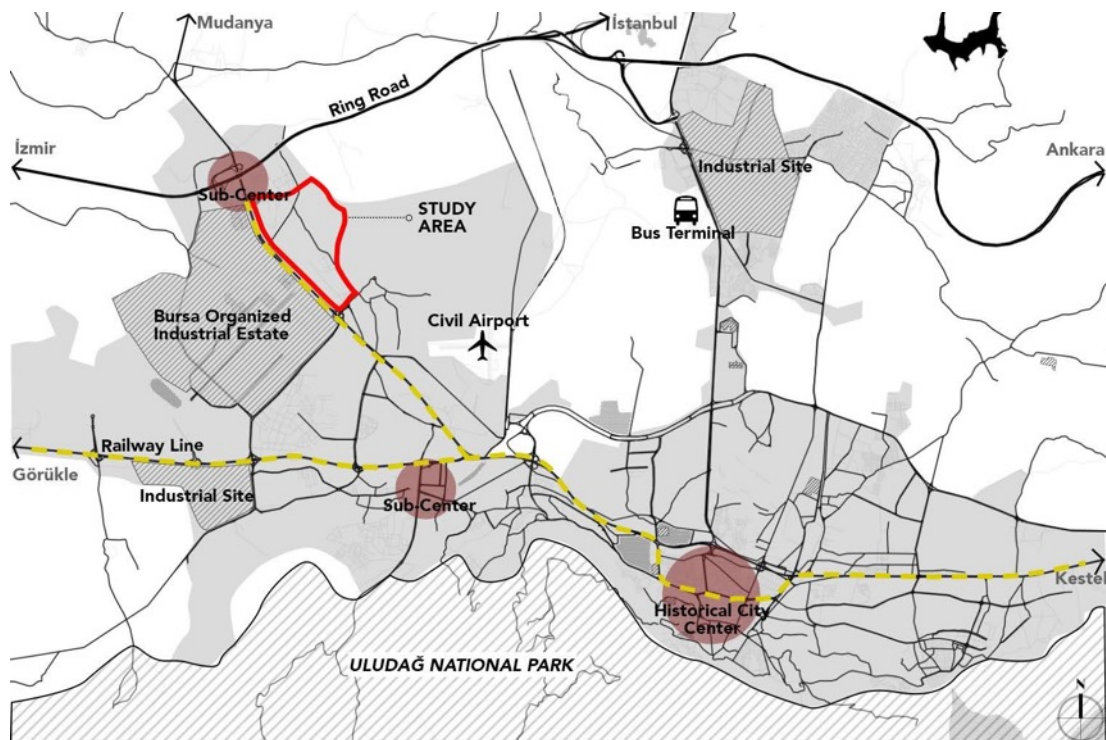 Mudanya
İstanbul
Ring Road
İzmir
Ankara
Industrial Site
Sub-Center
STUDY
AREA
Bus Terminal
Bursa Organized
Industrial Estate
Civil Airport
Railway Line
Görükle
Industrial Site
Sub-Center
Kestel
Historical City
Center
ULUDAĞ NATIONAL PARK
N